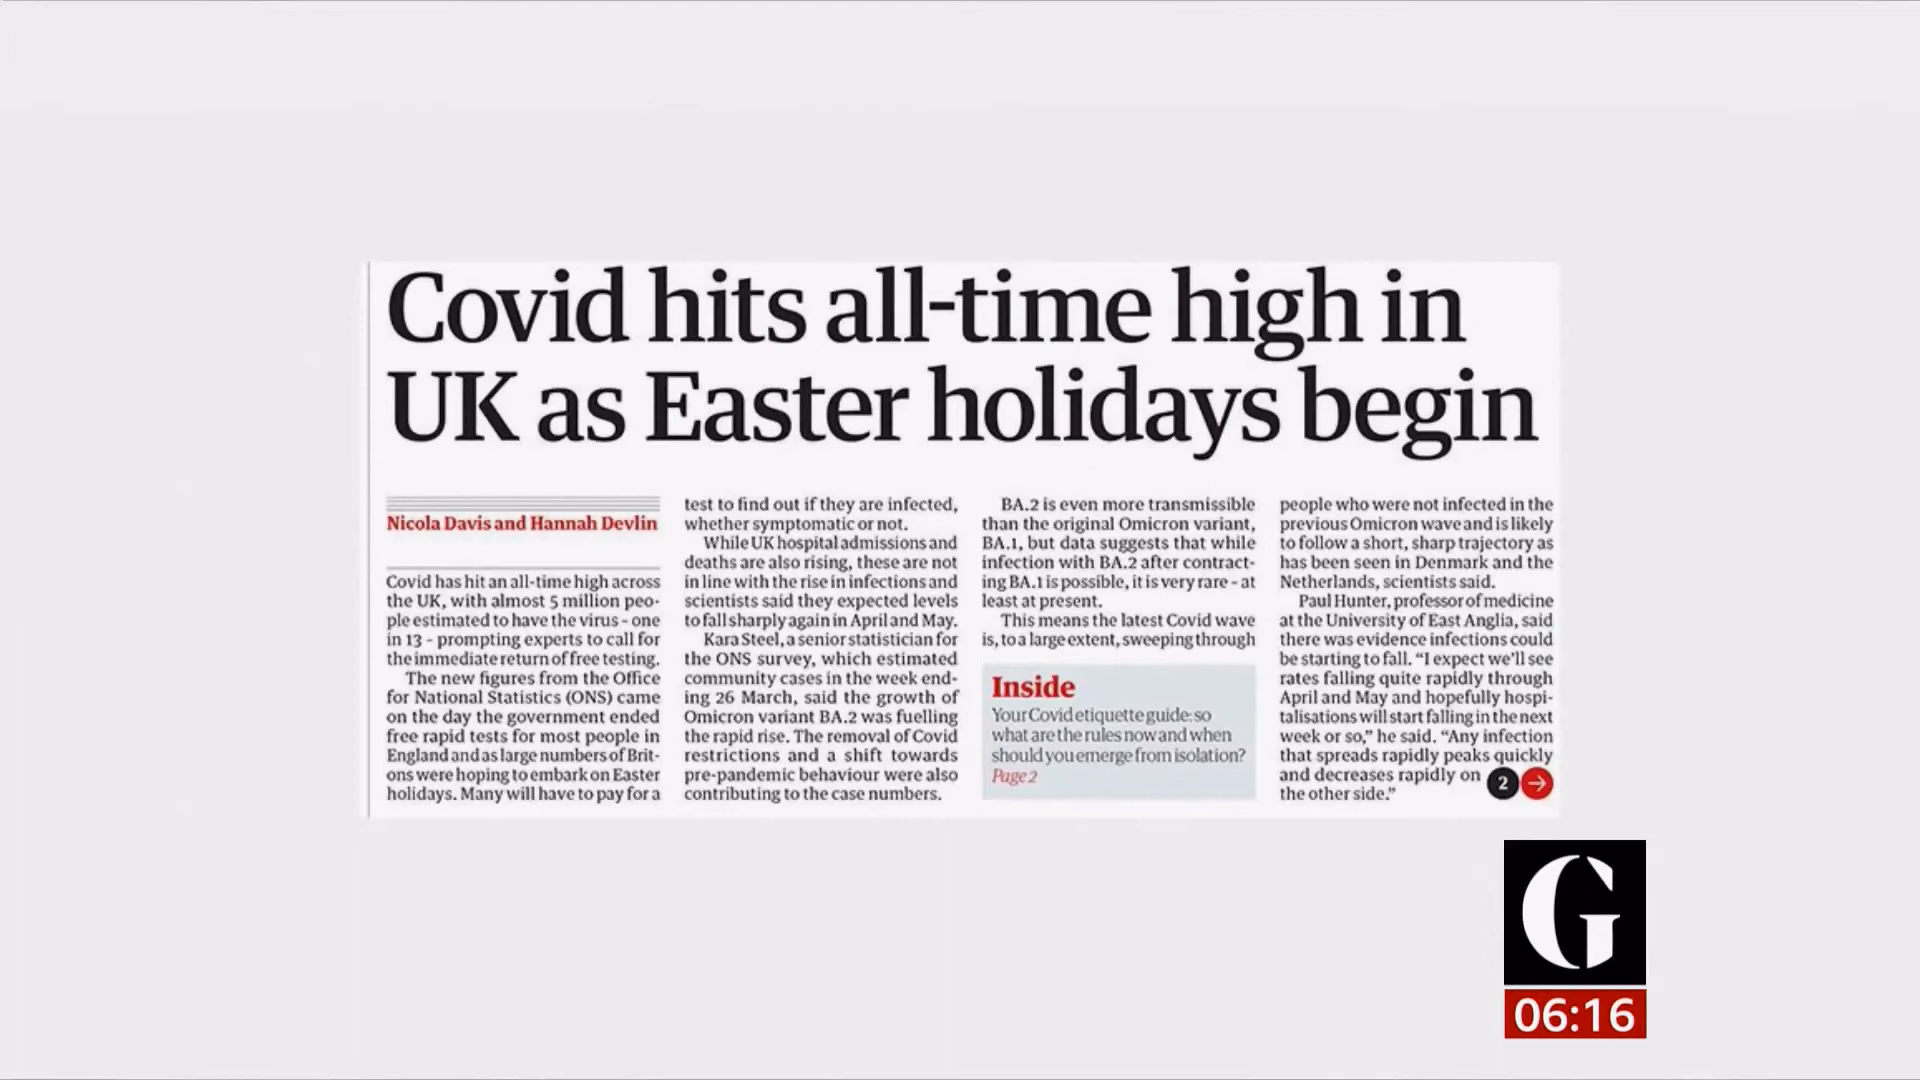 Covid hits all-time high in
UK as Easter holidays begin
Nicola Davis and Hannah Devlin
Covid has hit an all-time high across
the UK, with almost 5 million peo-
ple estimated to have the virus – one
in 13 – prompting experts to call for
the immediate return of free testing.
The new figures from the Office
for National Statistics (ONS) came
on the day the government ended
free rapid tests for most people in
England and as large numbers of Brit-
ons were hoping to embark on Easter
holidays. Many will have to pay for a
test to find out if they are infected,
whether symptomatic or not.
While UK hospital admissions and
deaths are also rising, these are not
in line with the rise in infections and
scientists said they expected levels
to fall sharply again in April and May.
Kara Steel, a senior statistician for
the ONS survey, which estimated
community cases in the week end-
ing 26 March, said the growth of
Omicron variant BA.2 was fuelling
the rapid rise. The removal of Covid
restrictions and a shift towards
pre-pandemic behaviour were also
contributing to the case numbers.
BA.2 is even more transmissible
than the original Omicron variant,
BA.1, but data suggests that while
infection with BA.2 after contract-
ing BA.1 is possible, it is very rare – at
least at present.
This means the latest Covid wave
is, to a large extent, sweeping through
Inside
Your Covid etiquette guide: so
what are the rules now and when
should you emerge from isolation?
Page 2
people who were not infected in the
previous Omicron wave and is likely
to follow a short, sharp trajectory as
has been seen in Denmark and the
Netherlands, scientists said.
Paul Hunter, professor of medicine
at the University of East Anglia, said
there was evidence infections could
be starting to fall. “I expect we’ll see
rates falling quite rapidly through
April and May and hopefully hospi-
talisations will start falling in the next
week or so,” he said. “Any infection
that spreads rapidly peaks quickly
and decreases rapidly on
the other side.”
2 →
G
06:16